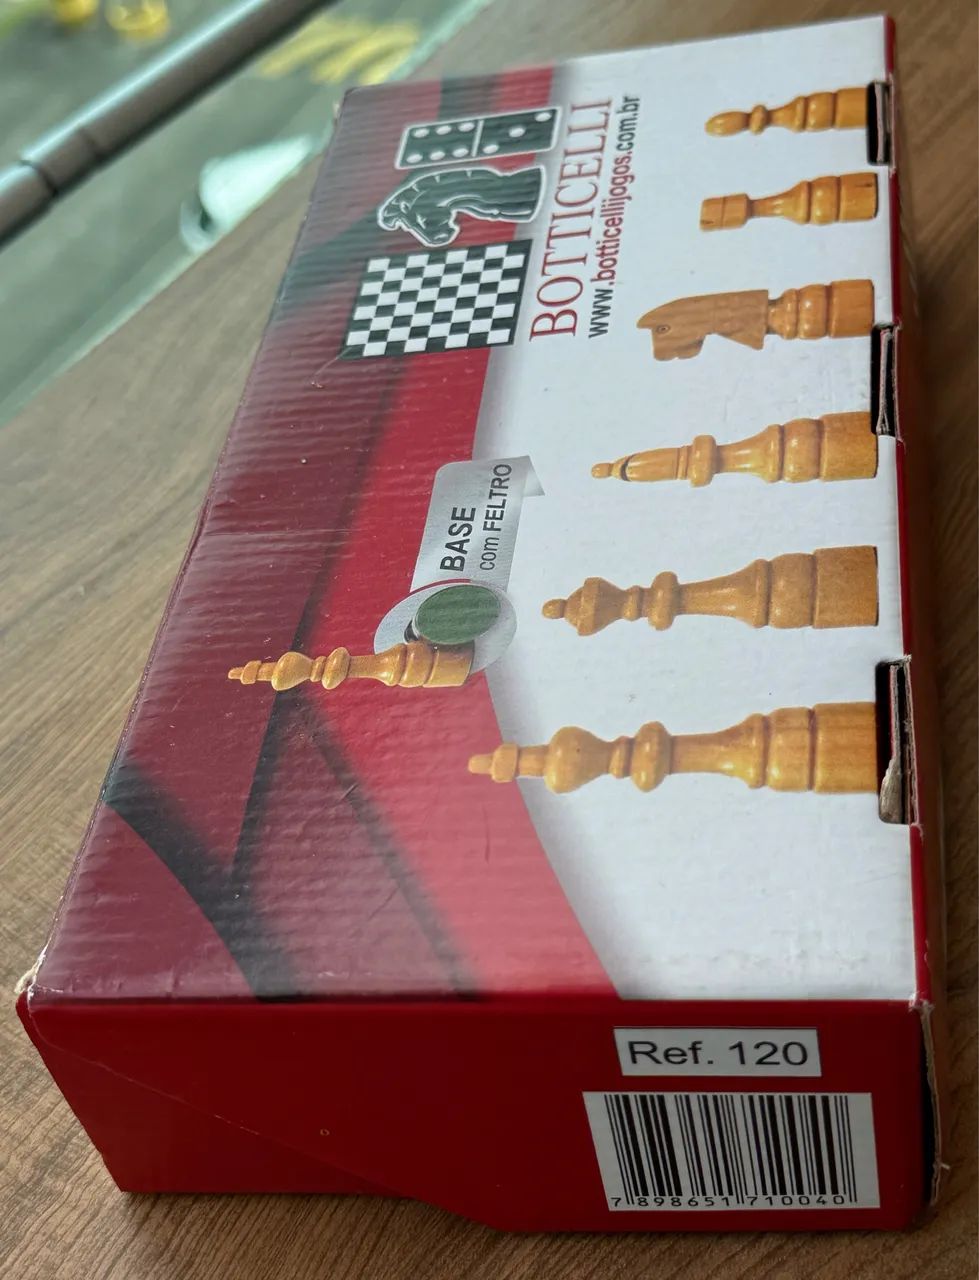 BOTTICELLI
www.botticellijogos.com.br
BASE
com FELTRO
Ref. 120
7 898651 710040